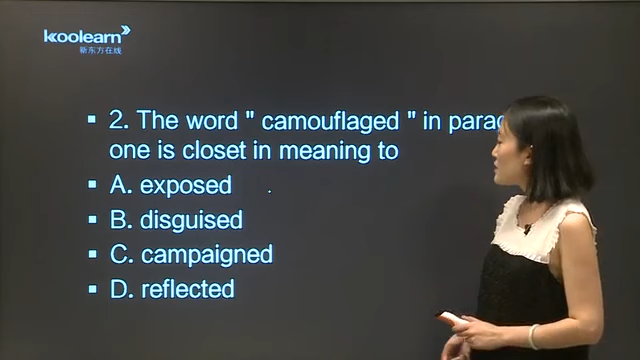 koolearn
新东方在线
2. The word " camouflaged " in
one is closet in meaning to
A. exposed
B. disguised
C. campaigned
D. reflected